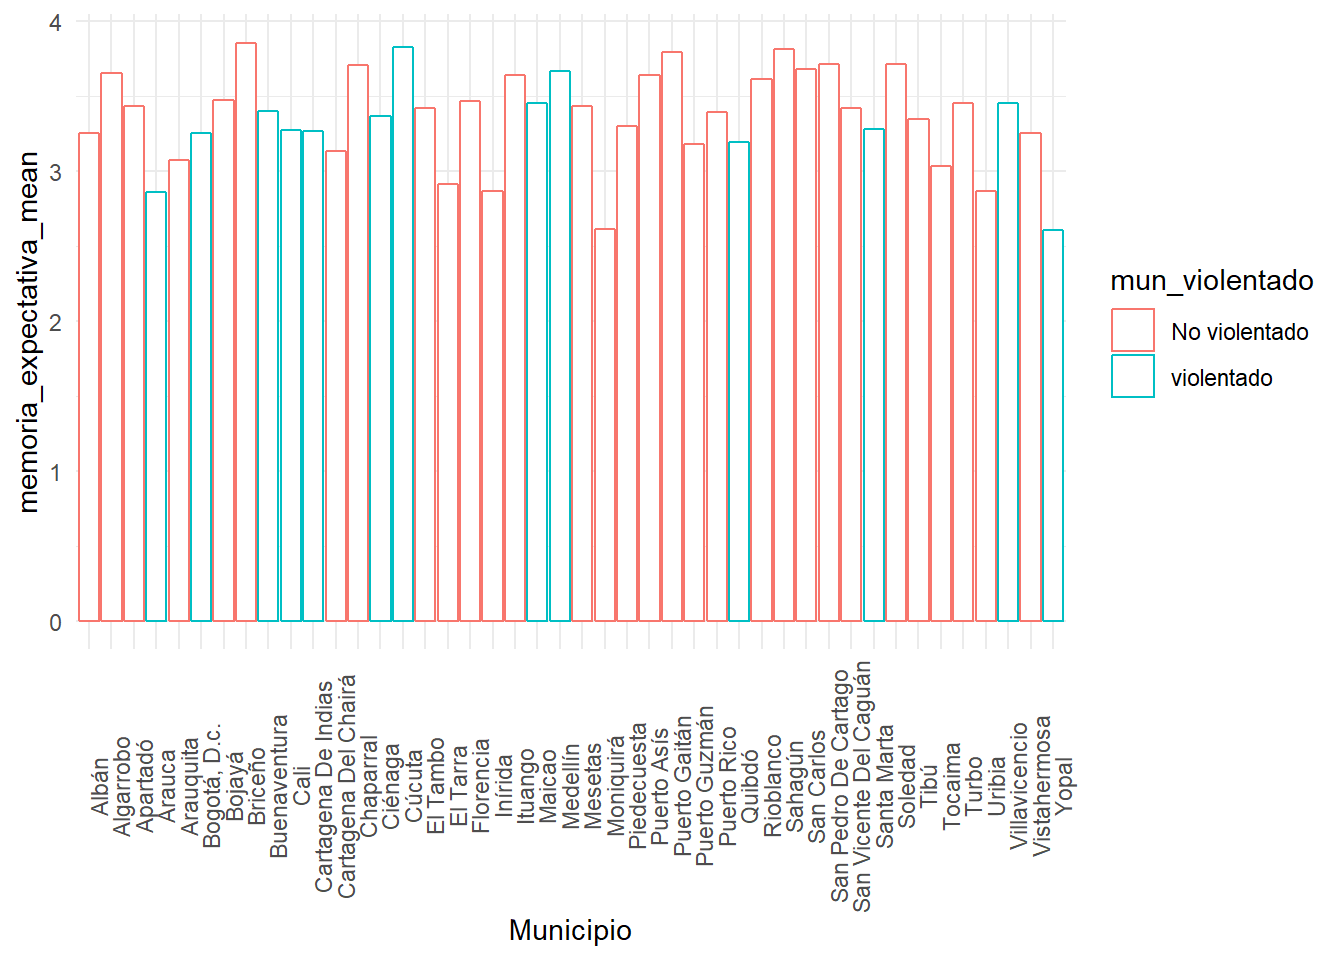 4
3
2
1
0
memoria_expectativa_mean
Albán
Algarrobo
Apartadó
Arauca
Arauquita
Bogotá, D.c.
Bojayá
Briceño
Buenaventura
Cali
Cartagena De Indias
Cartagena Del Chairá
Chaparral
Ciénaga
Cúcuta
El Tambo
El Tarra
Florencia
Inírida
Ituango
Maicao
Medellín
Mesetas
Moniquirá
Piedecuesta
Puerto Asís
Puerto Gaitán
Puerto Guzmán
Puerto Rico
Quibdó
Rioblanco
Sahagún
San Carlos
San Pedro De Cartago
San Vicente Del Caguán
Santa Marta
Soledad
Tibú
Tocaima
Turbo
Uribia
Villavicencio
Vistahermosa
Yopal
Municipio
mun_violentado
No violentado
violentado